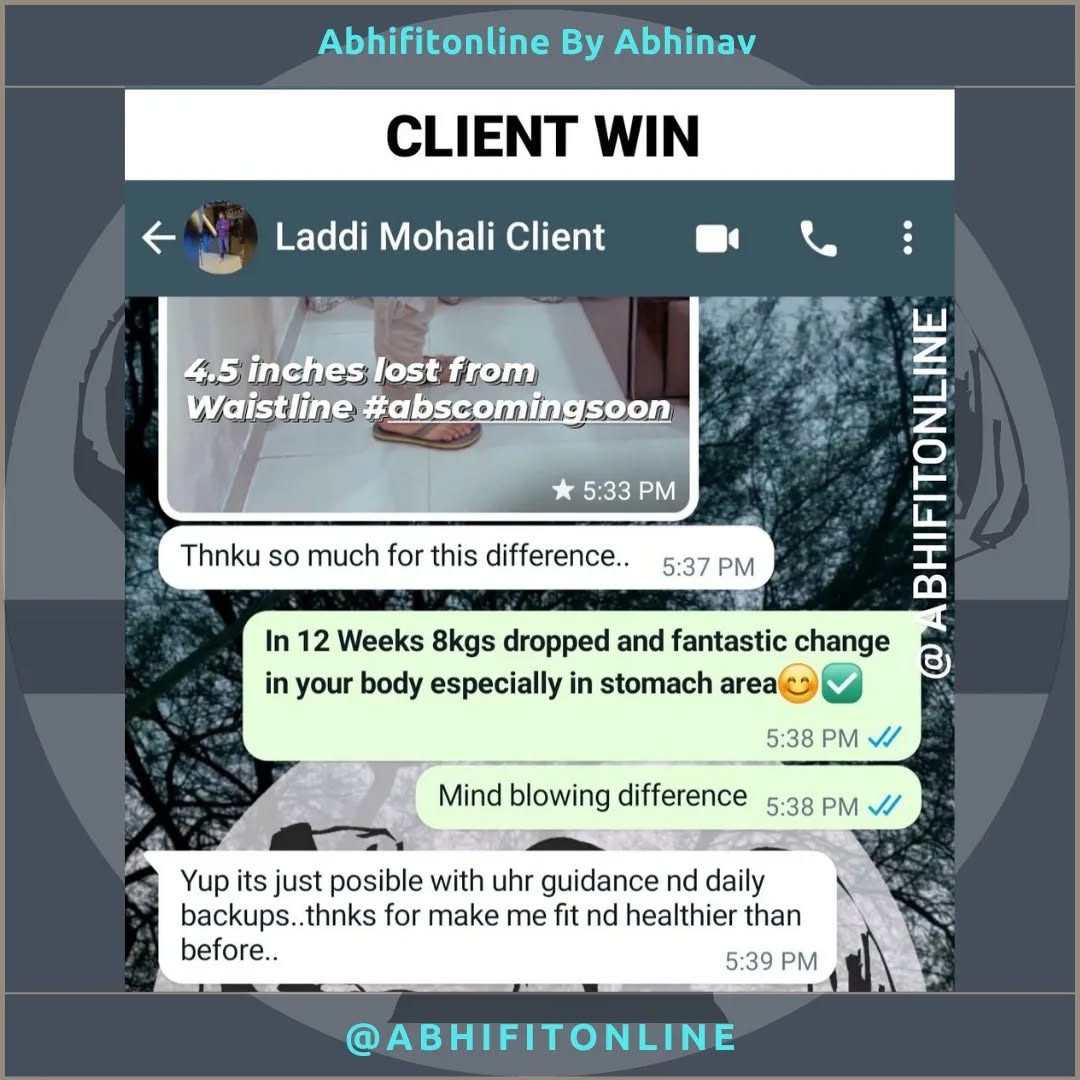 Abhifitonline By Abhinav
CLIENT WIN
Laddi Mohali Client
4.5 inches lost from
Waistline #abscomingsoon
★ 5:33 PM
Thnku so much for this difference.. 5:37 PM
In 12 Weeks 8kgs dropped and fantastic change
in your body especially in stomach area😊✅
5:38 PM
Mind blowing difference 5:38 PM
Yup its just posible with uhr guidance nd daily
backups..thnks for make me fit nd healthier than
before.. 5:39 PM
@ABHIFITONLINE
@ABHIFITONLINE